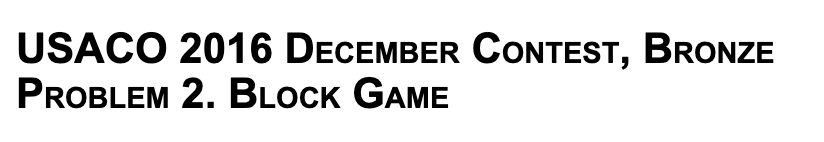 USACO 2016 December Contest, Bronze
Problem 2. Block Game